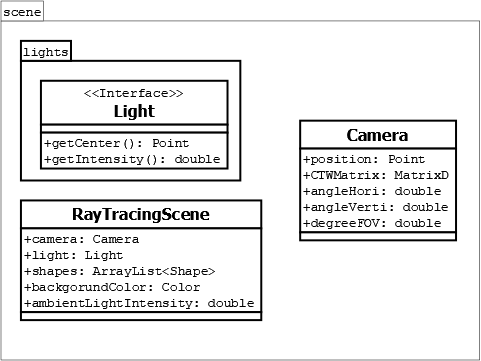 scene
lights
<<Interface>>
Light
+getCenter(): Point
+getIntensity(): double
Camera
+position: Point
+CTWMatrix: MatrixD
+angleHori: double
+angleVerti: double
+degreeFOV: double
RayTracingScene
+camera: Camera
+light: Light
+shapes: ArrayList<Shape>
+backgorundColor: Color
+ambientLightIntensity: double